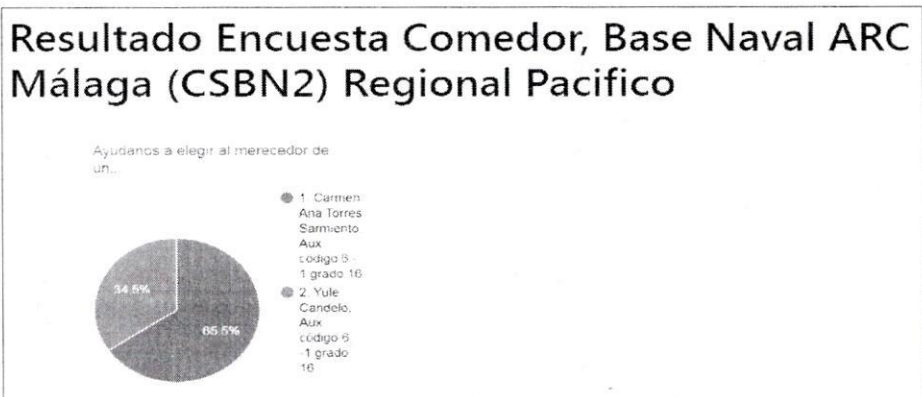 Resultado Encuesta Comedor, Base Naval ARC
Málaga (CSBN2) Regional Pacifico
Ayudanos a elegir al merecedor de
un...
1. Carmen
Ana Torres
Sarmiento
Aux
código 6 -
1 grado 16
2. Yule
Candelo,
Aux
código 6
-1 grado
16
34.5%
65.5%